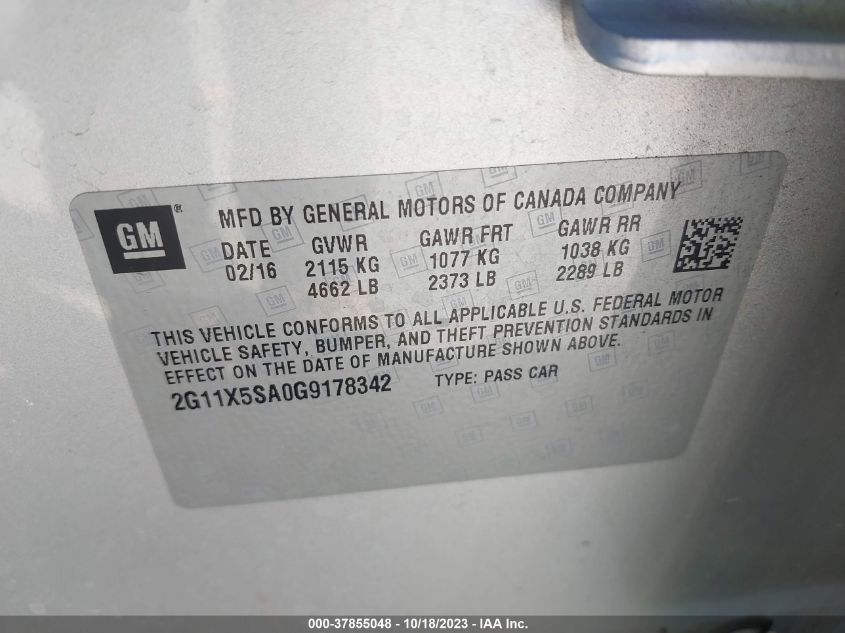 GM ®
MFD BY GENERAL MOTORS OF CANADA COMPANY
DATE GVWR GAWR FRT GAWR RR
02/16 2115 KG 1077 KG 1038 KG
4662 LB 2373 LB 2289 LB
THIS VEHICLE CONFORMS TO ALL APPLICABLE U.S. FEDERAL MOTOR
VEHICLE SAFETY, BUMPER, AND THEFT PREVENTION STANDARDS IN
EFFECT ON THE DATE OF MANUFACTURE SHOWN ABOVE.
2G11X5SA0G9178342 TYPE: PASS CAR
000-37855048 - 10/18/2023 - IAA Inc.